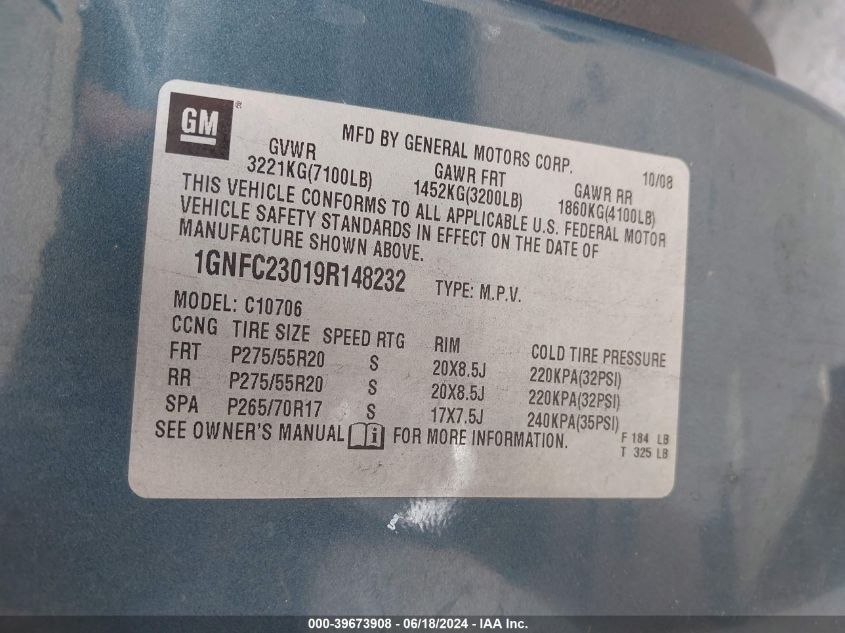 GM
MFD BY GENERAL MOTORS CORP. 10/08
GVWR GAWR FRT GAWR RR
3221KG(7100LB) 1452KG(3200LB) 1860KG(4100LB)
THIS VEHICLE CONFORMS TO ALL APPLICABLE U.S. FEDERAL MOTOR
VEHICLE SAFETY STANDARDS IN EFFECT ON THE DATE OF
MANUFACTURE SHOWN ABOVE.
1GNFC23019R148232 TYPE: M.P.V.
MODEL: C10706
CCNG TIRE SIZE SPEED RTG RIM COLD TIRE PRESSURE
FRT P275/55R20 S 20X8.5J 220KPA(32PSI)
RR P275/55R20 S 20X8.5J 220KPA(32PSI)
SPA P265/70R17 S 17X7.5J 240KPA(35PSI)
SEE OWNER'S MANUAL i FOR MORE INFORMATION.
F 184 LB
T 325 LB
000-39673908 - 06/18/2024 - IAA Inc.